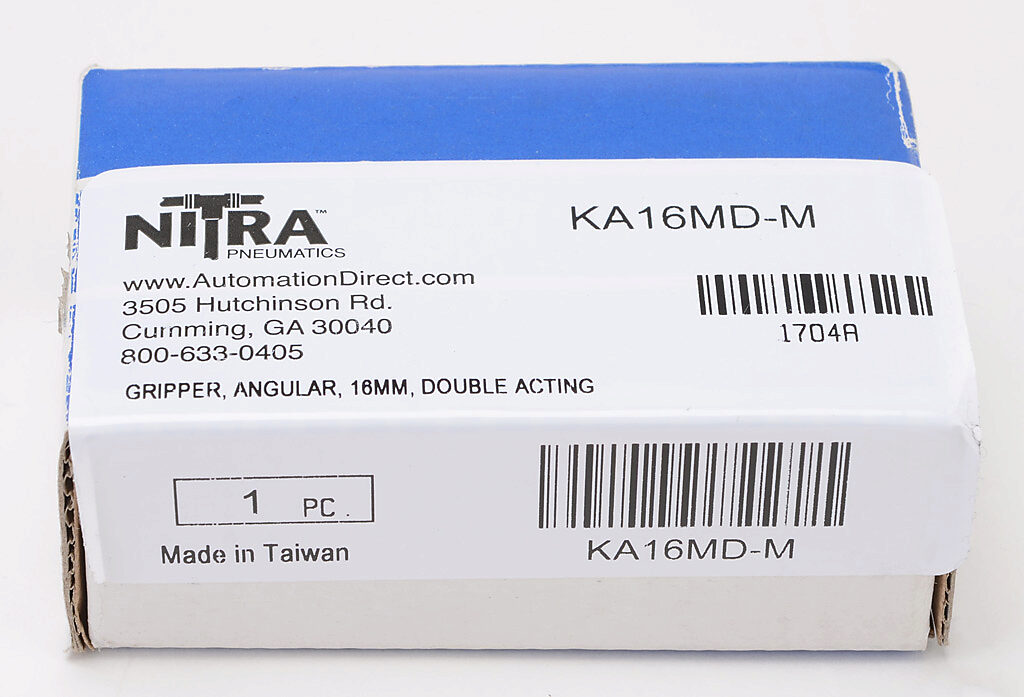 NITRA™
PNEUMATICS
www.AutomationDirect.com
3505 Hutchinson Rd.
Cumming, GA 30040
800-633-0405
GRIPPER, ANGULAR, 16MM, DOUBLE ACTING
KA16MD-M
1704A
1 PC.
Made in Taiwan
KA16MD-M